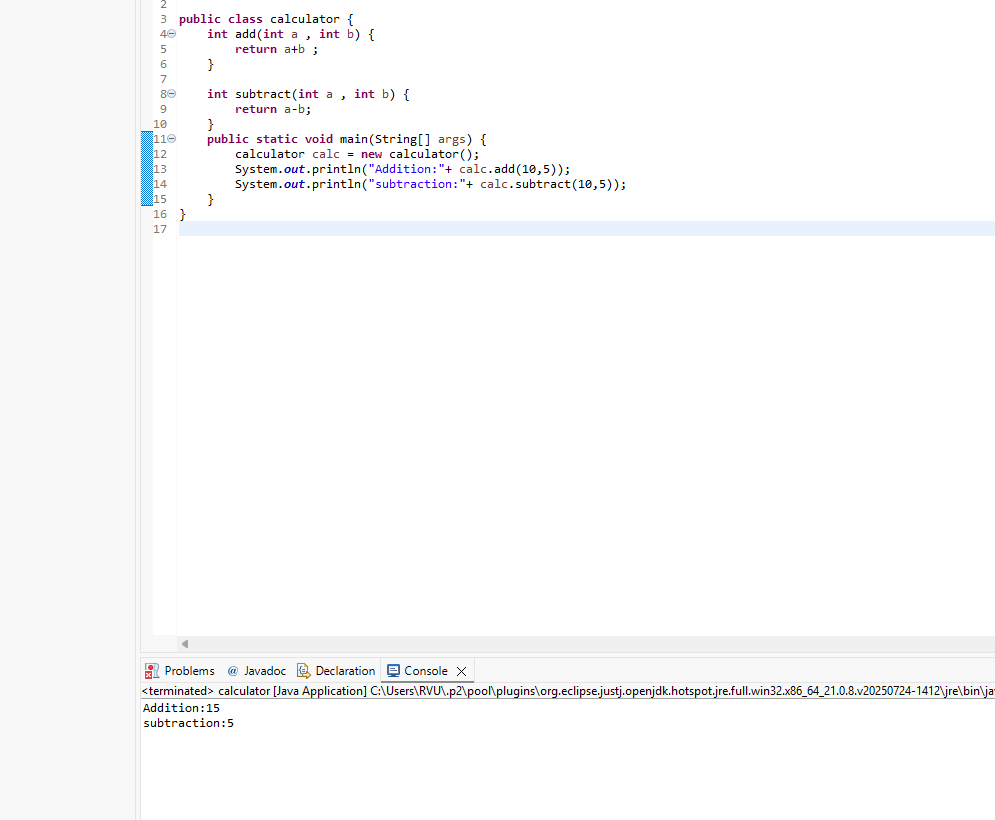 2
3 public class calculator {
4 int add(int a , int b) {
5 return a+b ;
6 }
7
8 int subtract(int a , int b) {
9 return a-b;
10 }
11 public static void main(String[] args) {
12 calculator calc = new calculator();
13 System.out.println("Addition:"+ calc.add(10,5));
14 System.out.println("subtraction:"+ calc.subtract(10,5));
15 }
16 }
17
Problems @ Javadoc Declaration Console
<terminated> calculator [Java Application] C:\Users\RVU\.p2\pool\plugins\org.eclipse.justj.openjdk.hotspot.jre.full.win32.x86_64_21.0.8.v20250724-1412\jre\bin\ja
Addition:15
subtraction:5